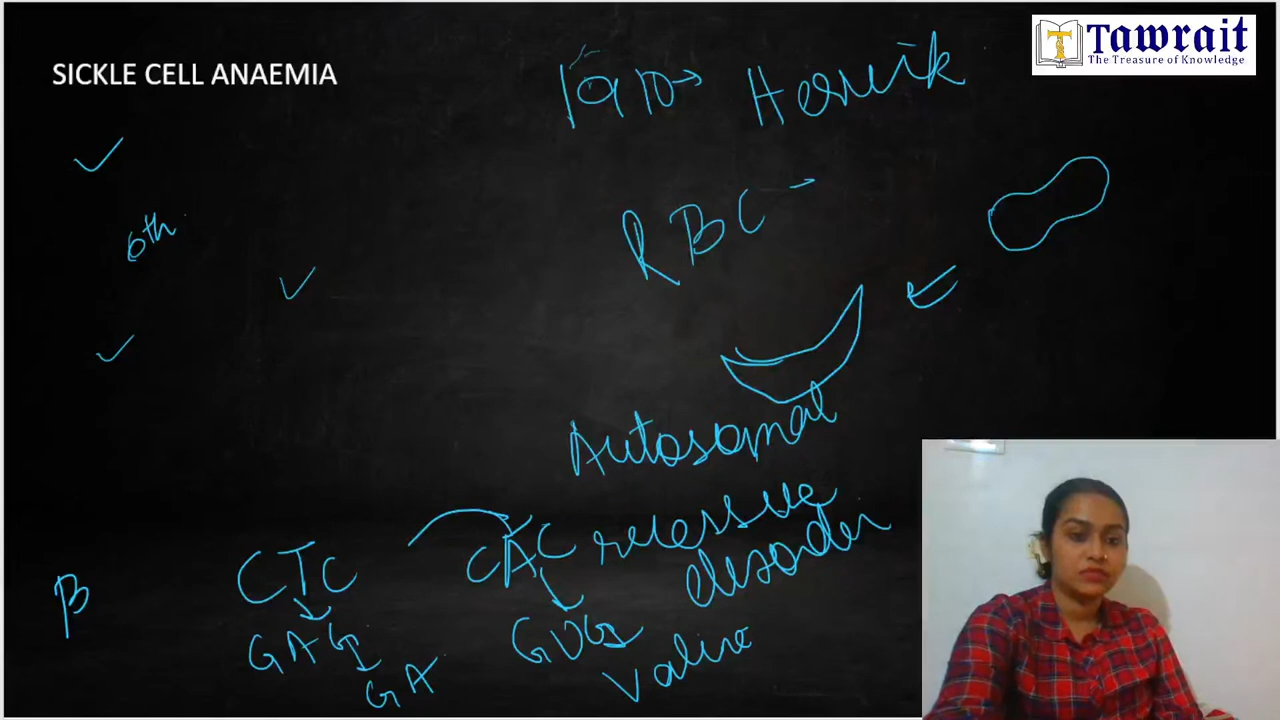 SICKLE CELL ANAEMIA
Tawrait
The Treasure of Knowledge
1910→ Herrick
6th
RBC →
Autosomal
recessive
disorder
β
CTC
CAC
GAG
GUG
GA
Valine